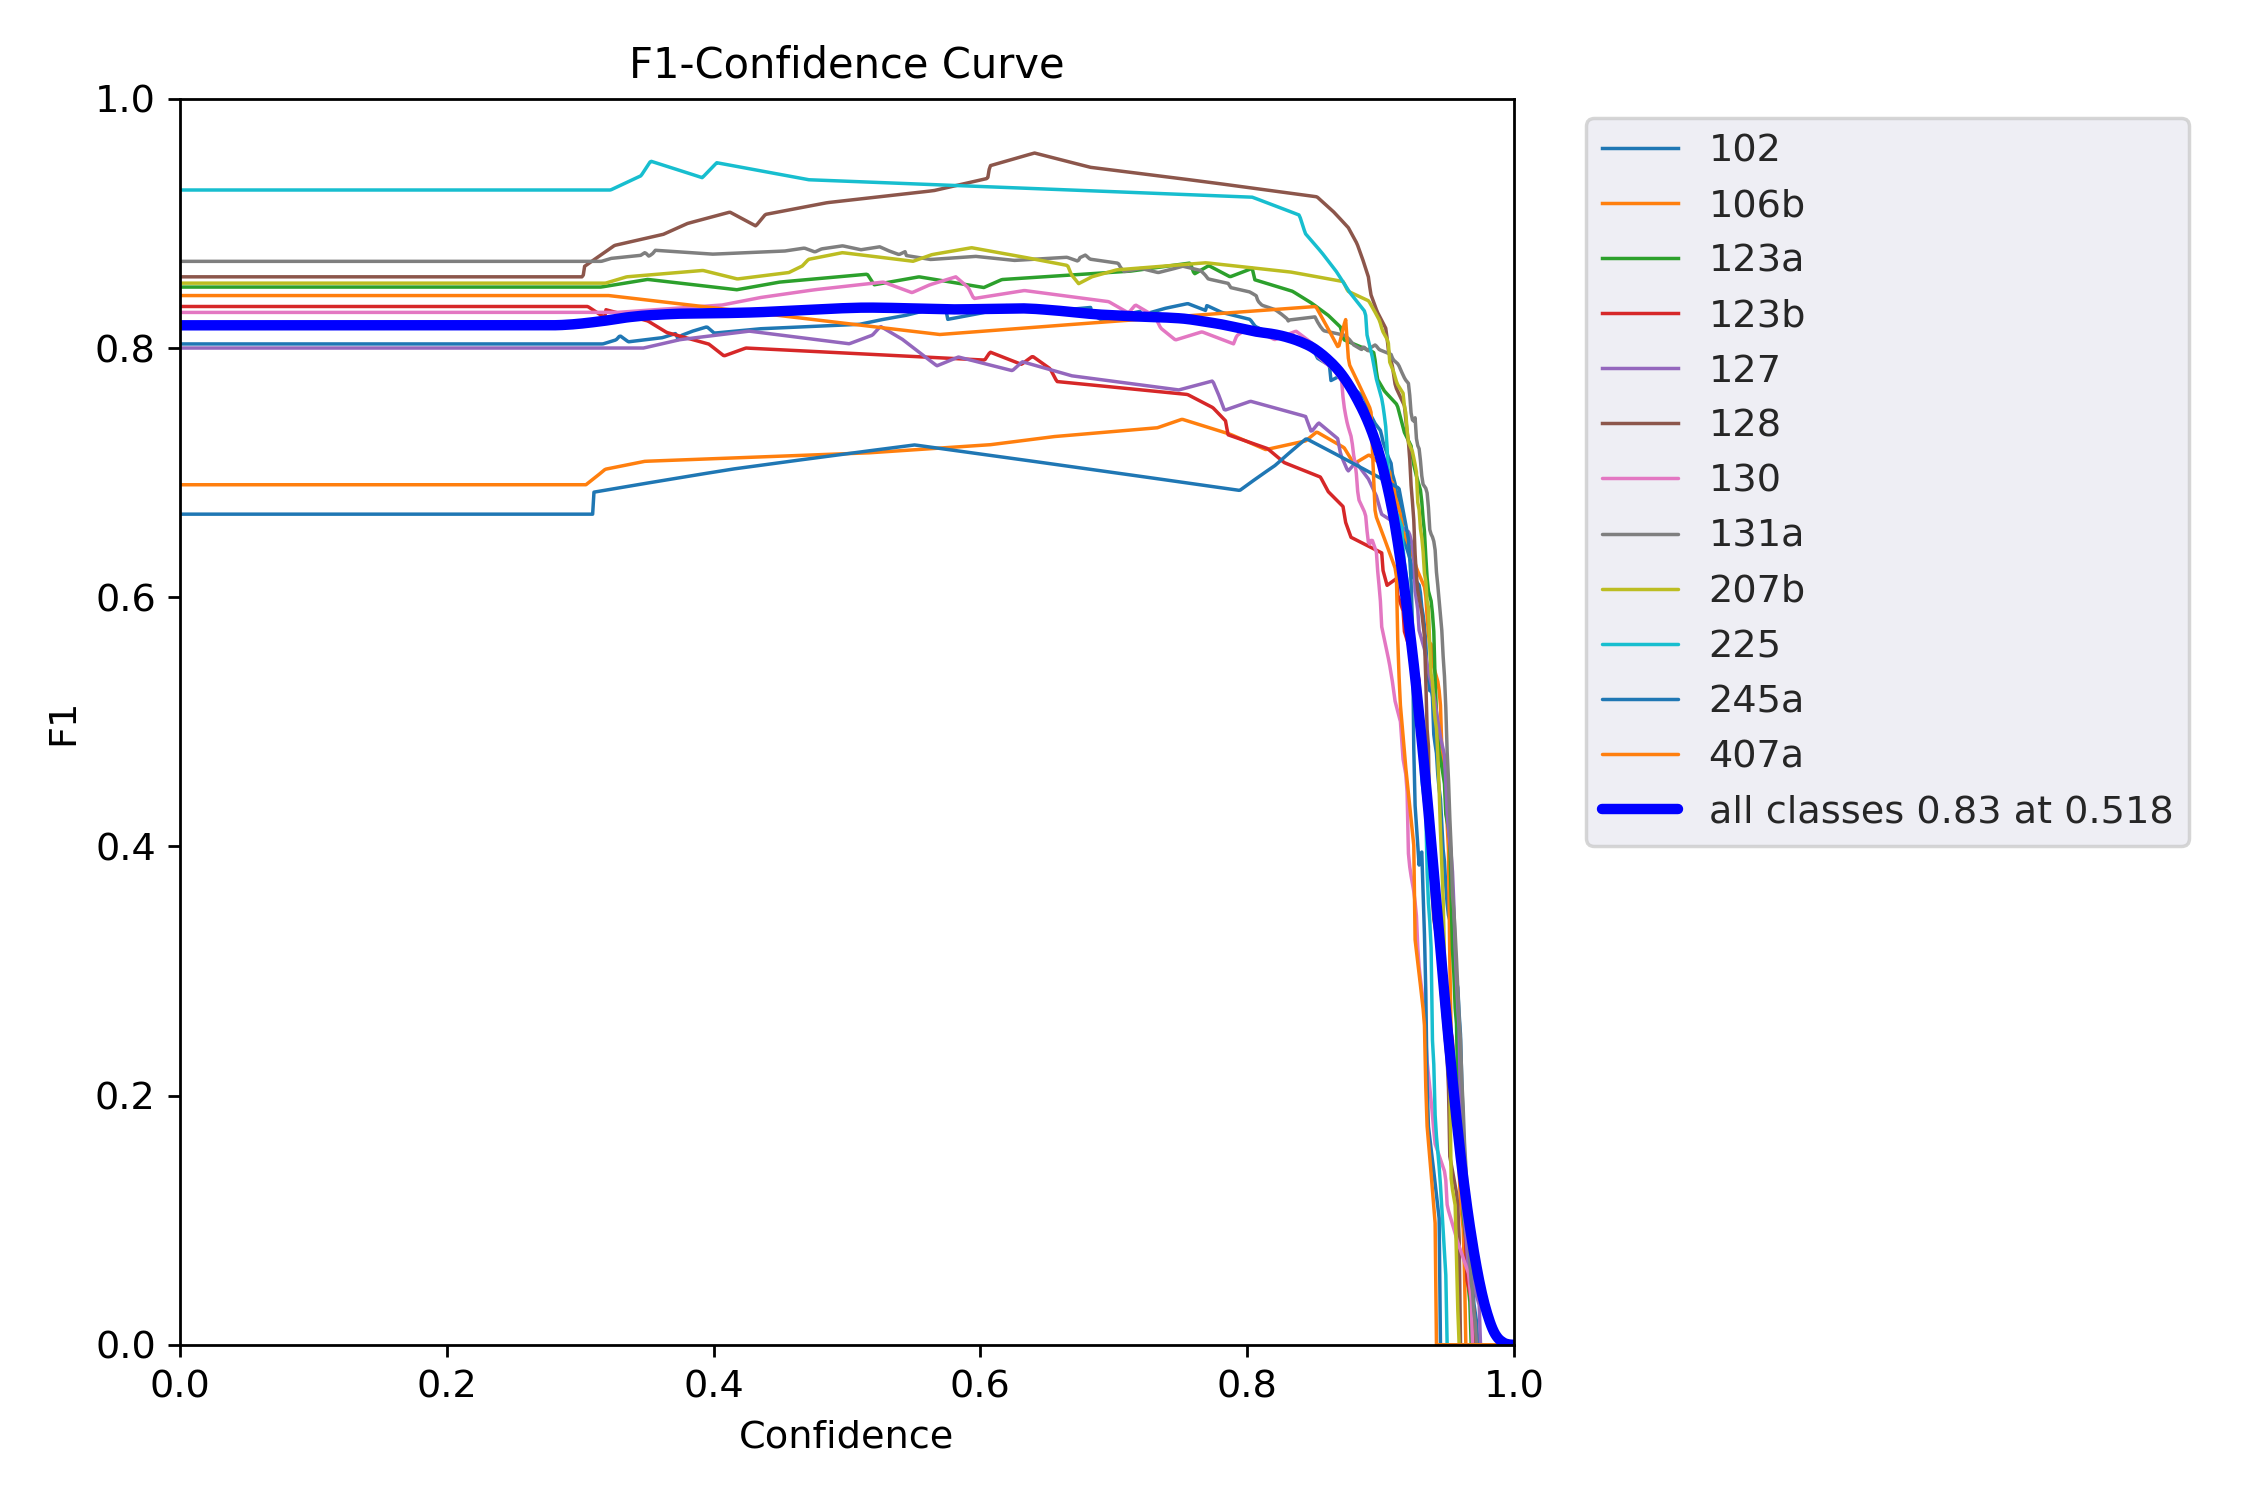 F1-Confidence Curve
1.0
0.8
0.6
0.4
0.2
0.0
F1
0.0 0.2 0.4 0.6 0.8 1.0
Confidence
102
106b
123a
123b
127
128
130
131a
207b
225
245a
407a
all classes 0.83 at 0.518